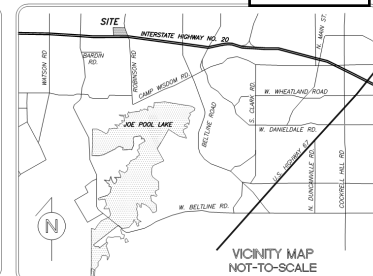 SITE
INTERSTATE HIGHWAY NO. 20
N. MAIN ST.
WATSON RD
BARDIN
RD.
ROBINSON RD
CAMP WISDOM RD.
BELTLINE ROAD
S. CLARK RD.
W. WHEATLAND ROAD
JOE POOL LAKE
W. DANIELDALE RD.
U.S. HIGHWAY 67
N. DUNCANVILLE RD.
COCKRELL HILL RD
W. BELTLINE RD.
N
VICINITY MAP
NOT-TO-SCALE